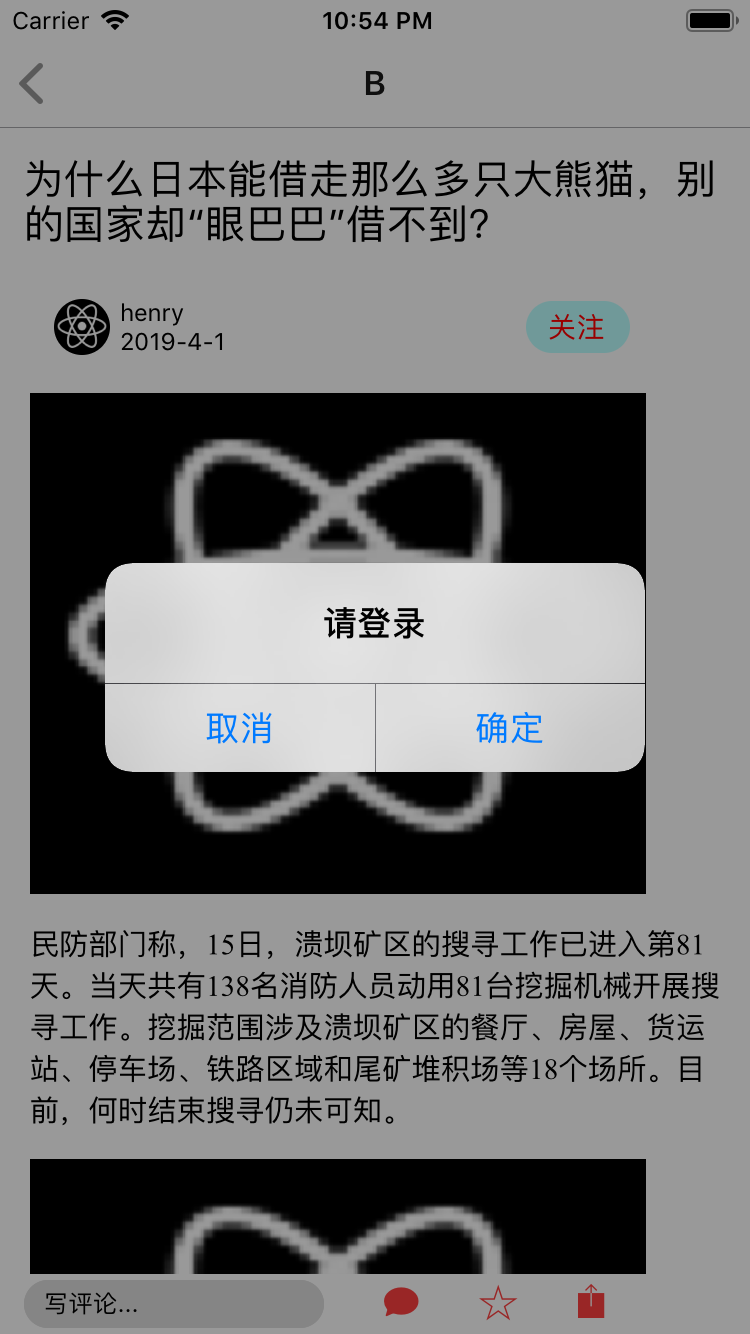 Carrier 10:54 PM
B
为什么日本能借走那么多只大熊猫，别
的国家却“眼巴巴”借不到?
henry
2019-4-1
关注
请登录
取消 确定
民防部门称，15日，溃坝矿区的搜寻工作已进入第81
天。当天共有138名消防人员动用81台挖掘机械开展搜
寻工作。挖掘范围涉及溃坝矿区的餐厅、房屋、货运
站、停车场、铁路区域和尾矿堆积场等18个场所。目
前，何时结束搜寻仍未可知。
写评论...